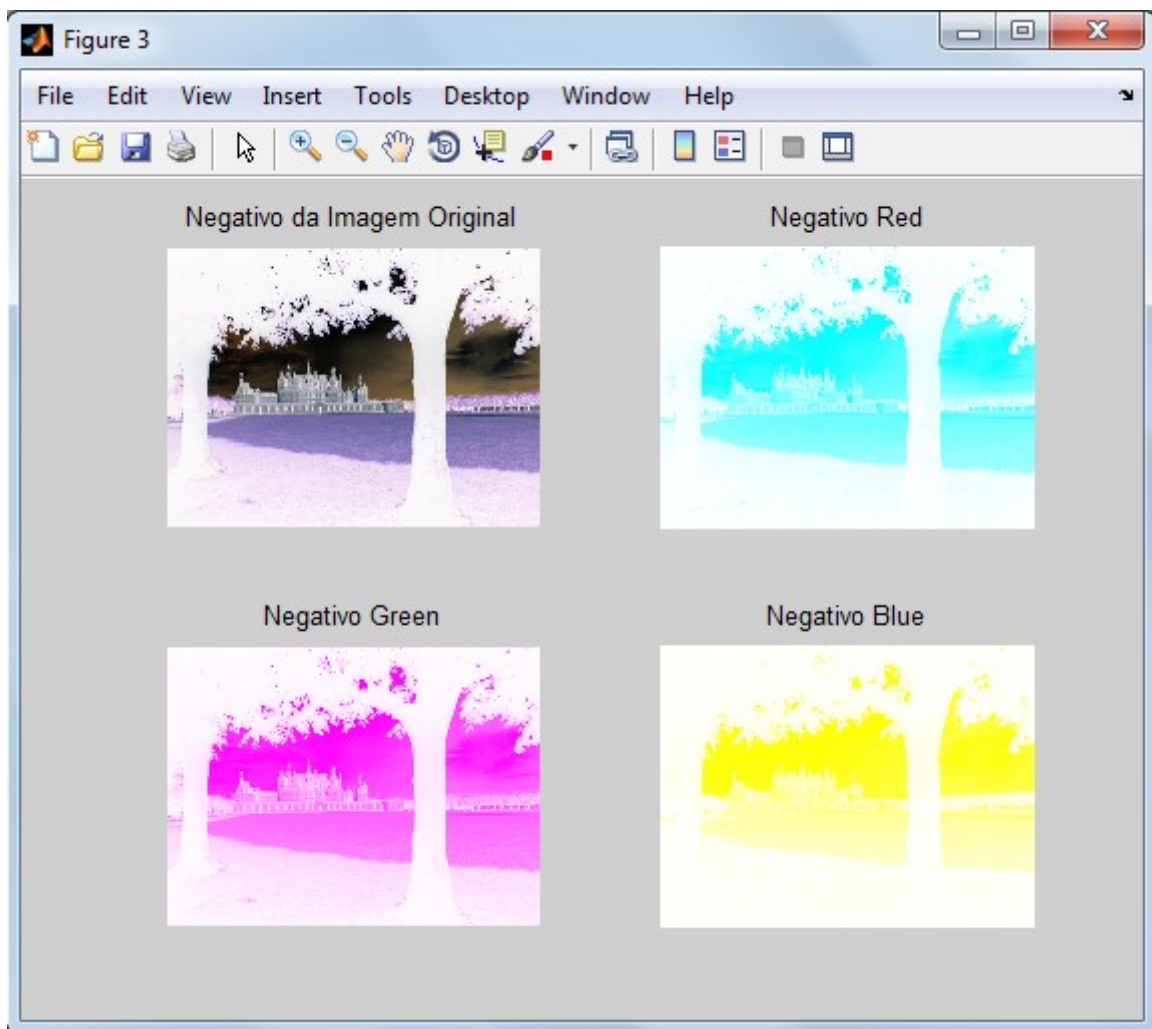 Figure 3
File Edit View Insert Tools Desktop Window Help
Negativo da Imagem Original
Negativo Red
Negativo Green
Negativo Blue